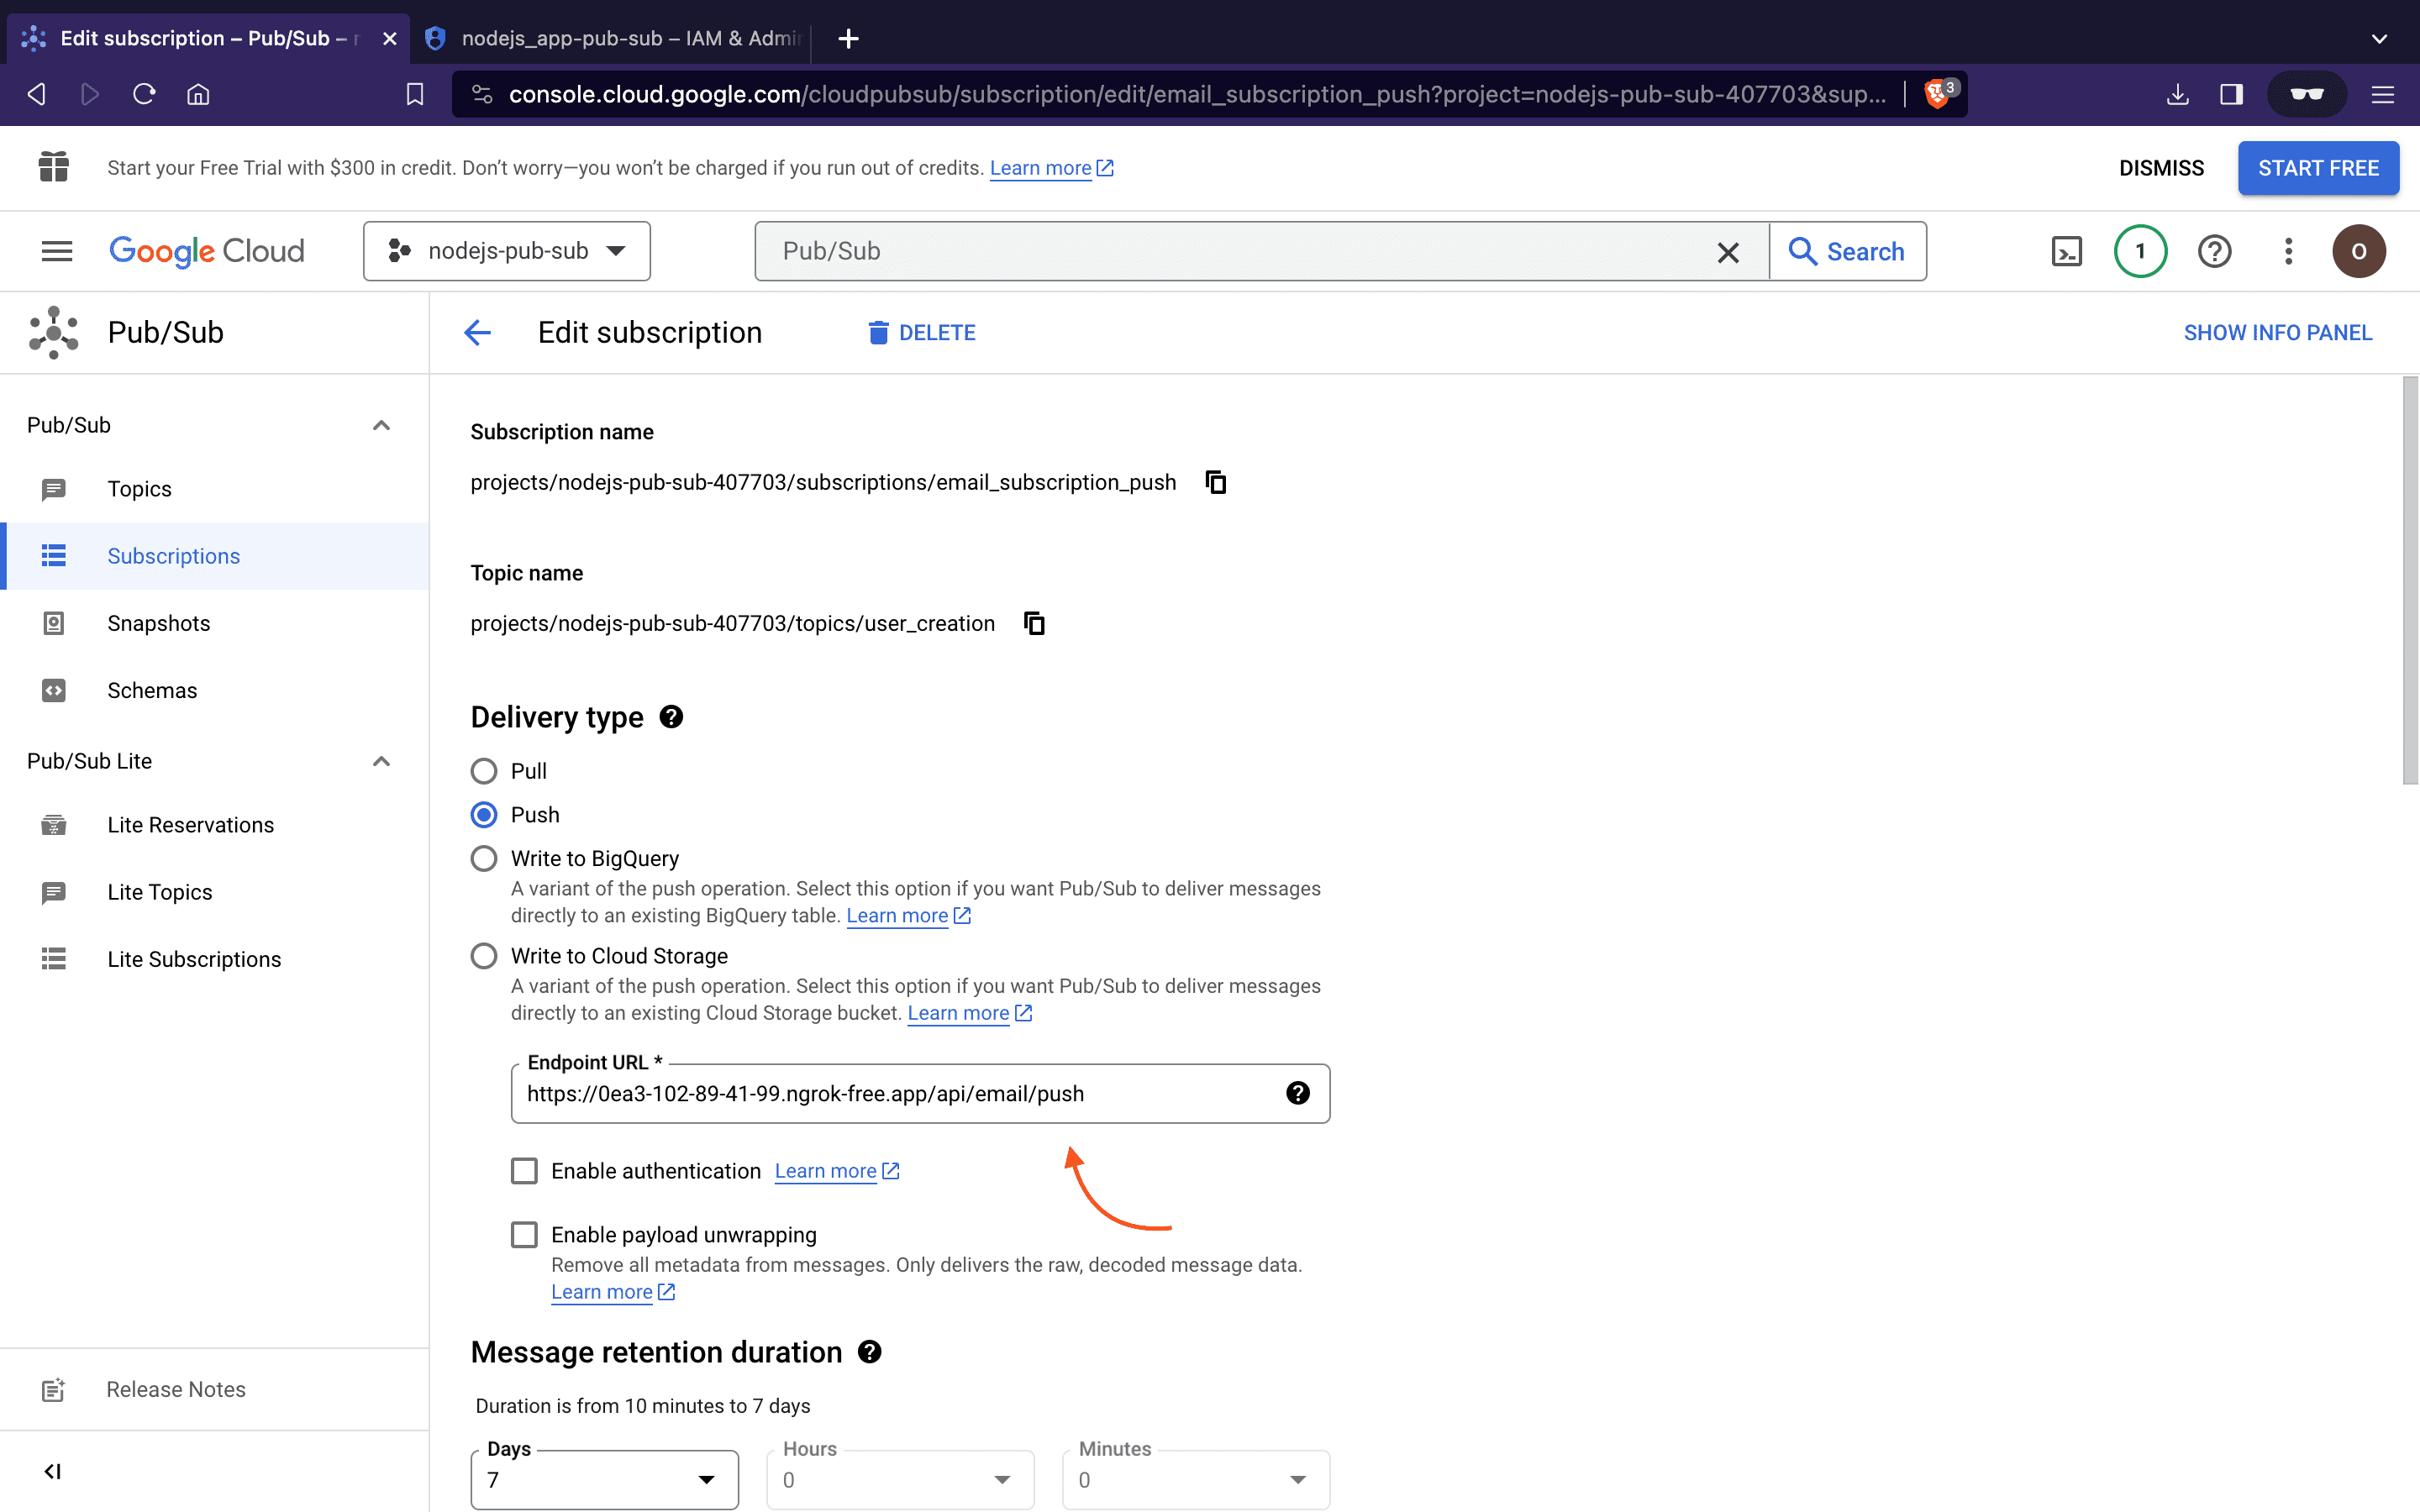 Edit subscription – Pub/Sub –
nodejs_app-pub-sub – IAM & Admi
console.cloud.google.com/cloudpubsub/subscription/edit/email_subscription_push?project=nodejs-pub-sub-407703&sup...
3
Start your Free Trial with $300 in credit. Don’t worry—you won’t be charged if you run out of credits. Learn more
DISMISS
START FREE
Google Cloud
nodejs-pub-sub
Pub/Sub
Search
1
O
Pub/Sub
Edit subscription
DELETE
SHOW INFO PANEL
Pub/Sub
Topics
Subscriptions
Snapshots
Schemas
Pub/Sub Lite
Lite Reservations
Lite Topics
Lite Subscriptions
Release Notes
Subscription name
projects/nodejs-pub-sub-407703/subscriptions/email_subscription_push
Topic name
projects/nodejs-pub-sub-407703/topics/user_creation
Delivery type
Pull
Push
Write to BigQuery
A variant of the push operation. Select this option if you want Pub/Sub to deliver messages
directly to an existing BigQuery table. Learn more
Write to Cloud Storage
A variant of the push operation. Select this option if you want Pub/Sub to deliver messages
directly to an existing Cloud Storage bucket. Learn more
Endpoint URL *
https://0ea3-102-89-41-99.ngrok-free.app/api/email/push
Enable authentication Learn more
Enable payload unwrapping
Remove all metadata from messages. Only delivers the raw, decoded message data.
Learn more
Message retention duration
Duration is from 10 minutes to 7 days
Days
7
Hours
0
Minutes
0